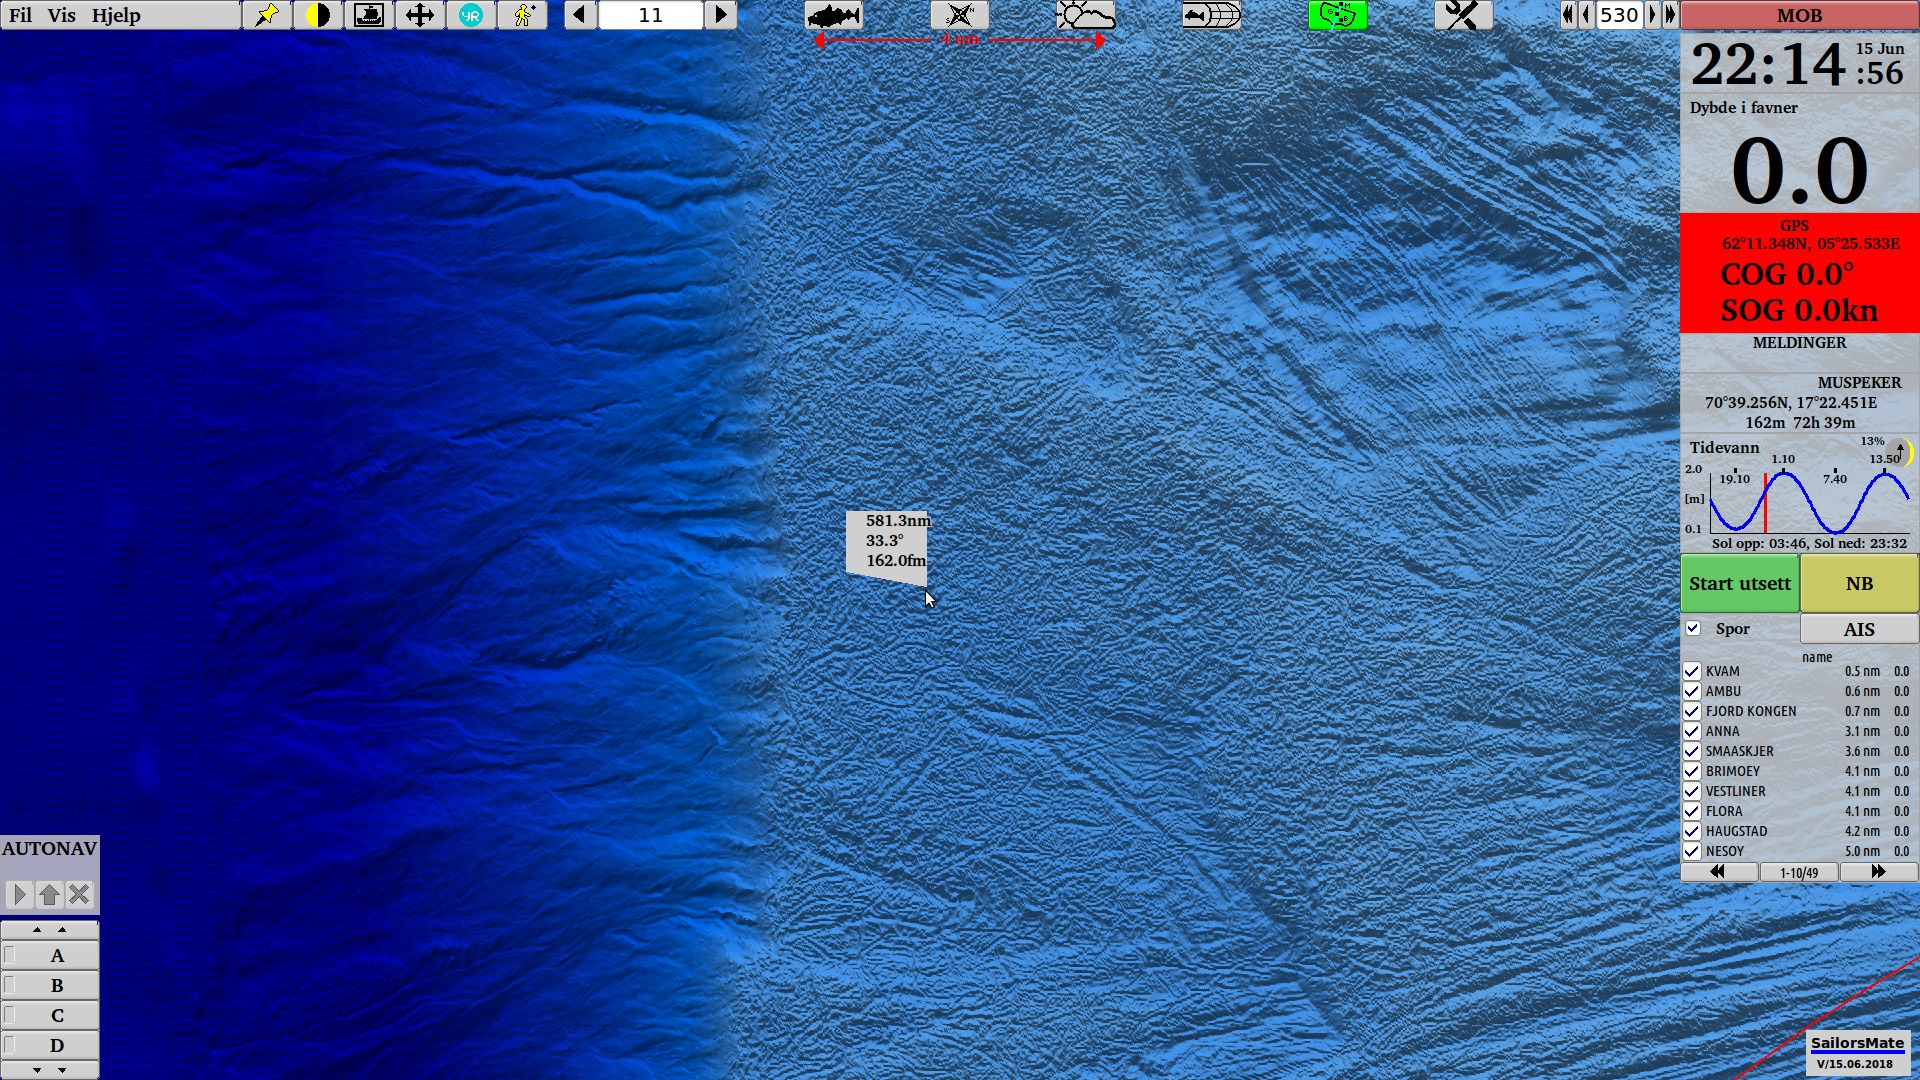 Fil Vis Hjelp
YR
11
530
MOB
4 nm
22:14
15 Jun
:56
Dybde i favner
0.0
GPS
62°11.348N, 05°25.533E
COG 0.0°
SOG 0.0kn
MELDINGER
MUSPEKER
70°39.256N, 17°22.451E
162m 72h 39m
Tidevann
13%
1.10
13.50
2.0
19.10
7.40
[m]
0.1
Sol opp: 03:46, Sol ned: 23:32
581.3nm
33.3°
162.0fm
Start utsett
NB
Spor
AIS
name
KVAM 0.5 nm 0.0
AMBU 0.6 nm 0.0
FJORD KONGEN 0.7 nm 0.0
ANNA 3.1 nm 0.0
SMAASKJER 3.6 nm 0.0
BRIMOEY 4.1 nm 0.0
VESTLINER 4.1 nm 0.0
FLORA 4.1 nm 0.0
HAUGSTAD 4.2 nm 0.0
NESOY 5.0 nm 0.0
1-10/49
AUTONAV
A
B
C
D
SailorsMate
V/15.06.2018